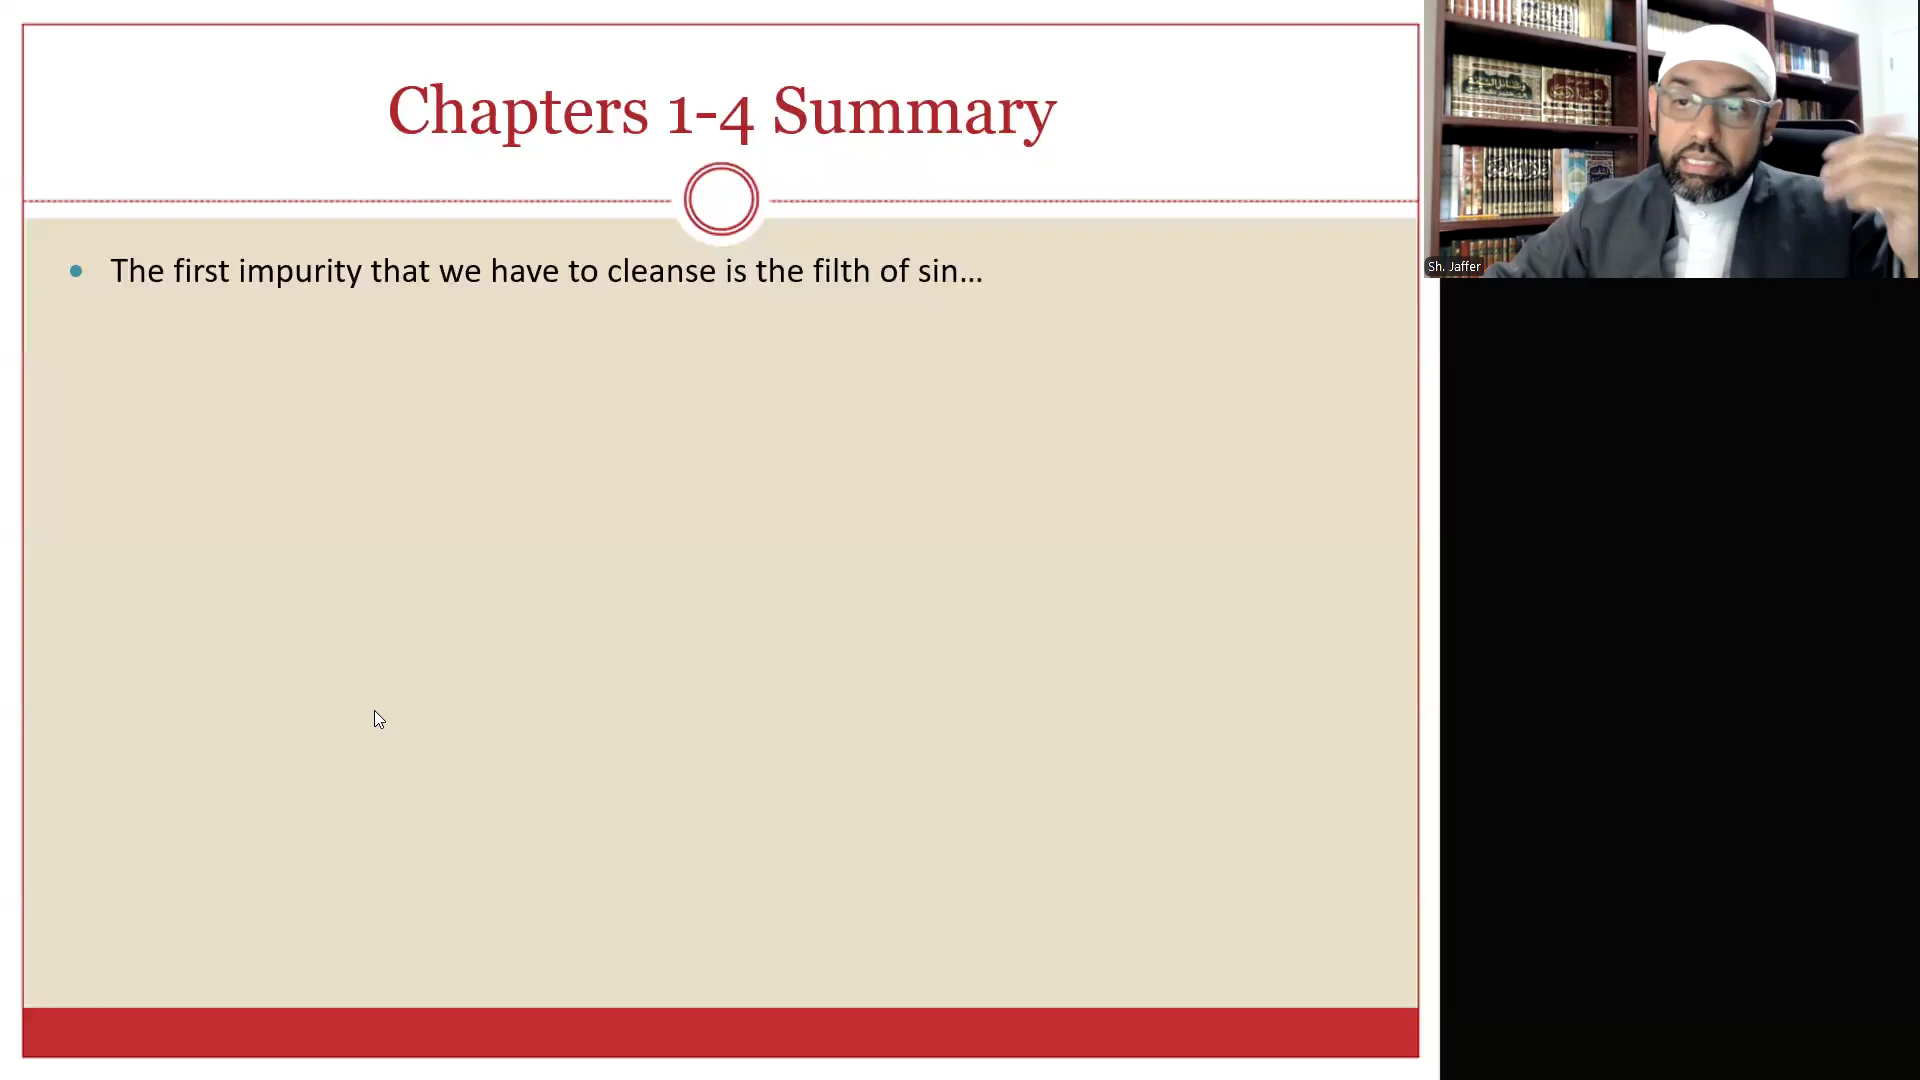 Chapters 1-4 Summary
• The first impurity that we have to cleanse is the filth of sin...
Sh. Jaffer